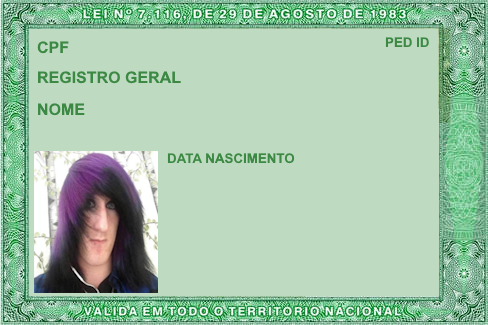 LEI Nº 7,116, DE 29 DE AGOSTO DE 1983
CPF
PED ID
REGISTRO GERAL
NOME
DATA NASCIMENTO
VALIDA EM TODO O TERRITÓRIO NACIONAL